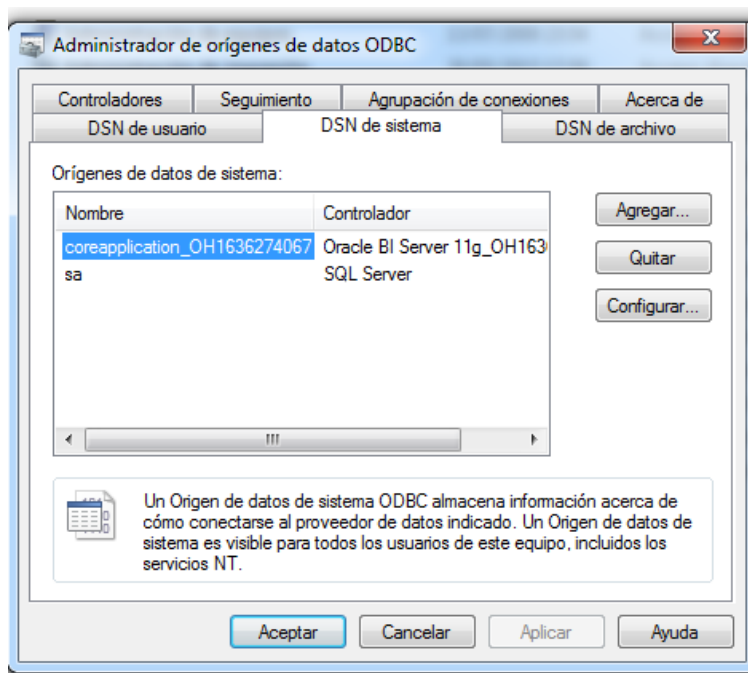 Administrador de orígenes de datos ODBC
Controladores Seguimiento Agrupación de conexiones Acerca de
DSN de usuario DSN de sistema DSN de archivo
Orígenes de datos de sistema:
Nombre Controlador
Agregar...
coreapplication_OH1636274067 Oracle BI Server 11g_OH163
Quitar
sa SQL Server
Configurar...
Un Origen de datos de sistema ODBC almacena información acerca de
cómo conectarse al proveedor de datos indicado. Un Origen de datos de
sistema es visible para todos los usuarios de este equipo, incluidos los
servicios NT.
Aceptar Cancelar Aplicar Ayuda